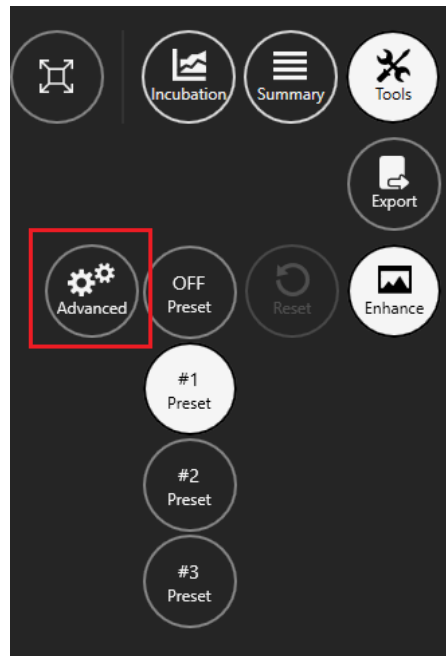 Incubation
Summary
Tools
Export
Advanced
OFF
Preset
Reset
Enhance
#1
Preset
#2
Preset
#3
Preset